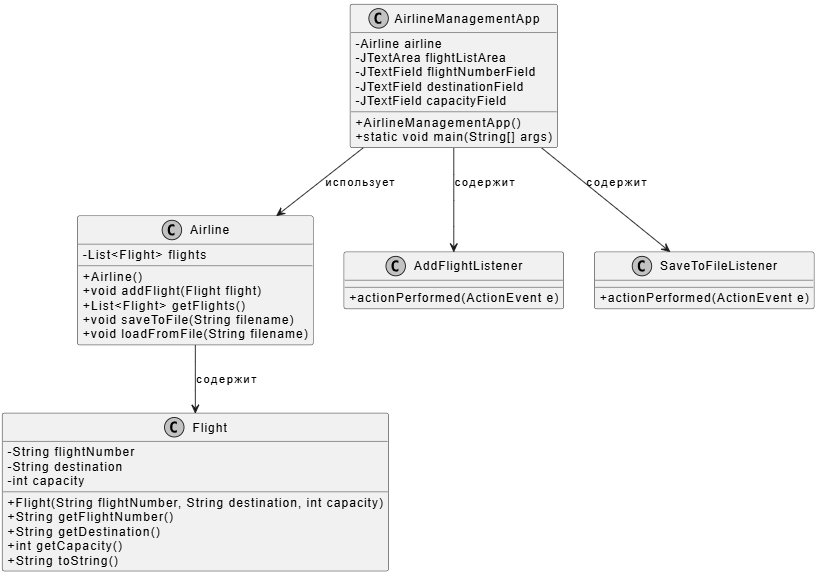 C AirlineManagementApp
-Airline airline
-JTextArea flightListArea
-JTextField flightNumberField
-JTextField destinationField
-JTextField capacityField
+AirlineManagementApp()
+static void main(String[] args)
использует
содержит
содержит
C Airline
-List<Flight> flights
+Airline()
+void addFlight(Flight flight)
+List<Flight> getFlights()
+void saveToFile(String filename)
+void loadFromFile(String filename)
C AddFlightListener
+actionPerformed(ActionEvent e)
C SaveToFileListener
+actionPerformed(ActionEvent e)
содержит
C Flight
-String flightNumber
-String destination
-int capacity
+Flight(String flightNumber, String destination, int capacity)
+String getFlightNumber()
+String getDestination()
+int getCapacity()
+String toString()